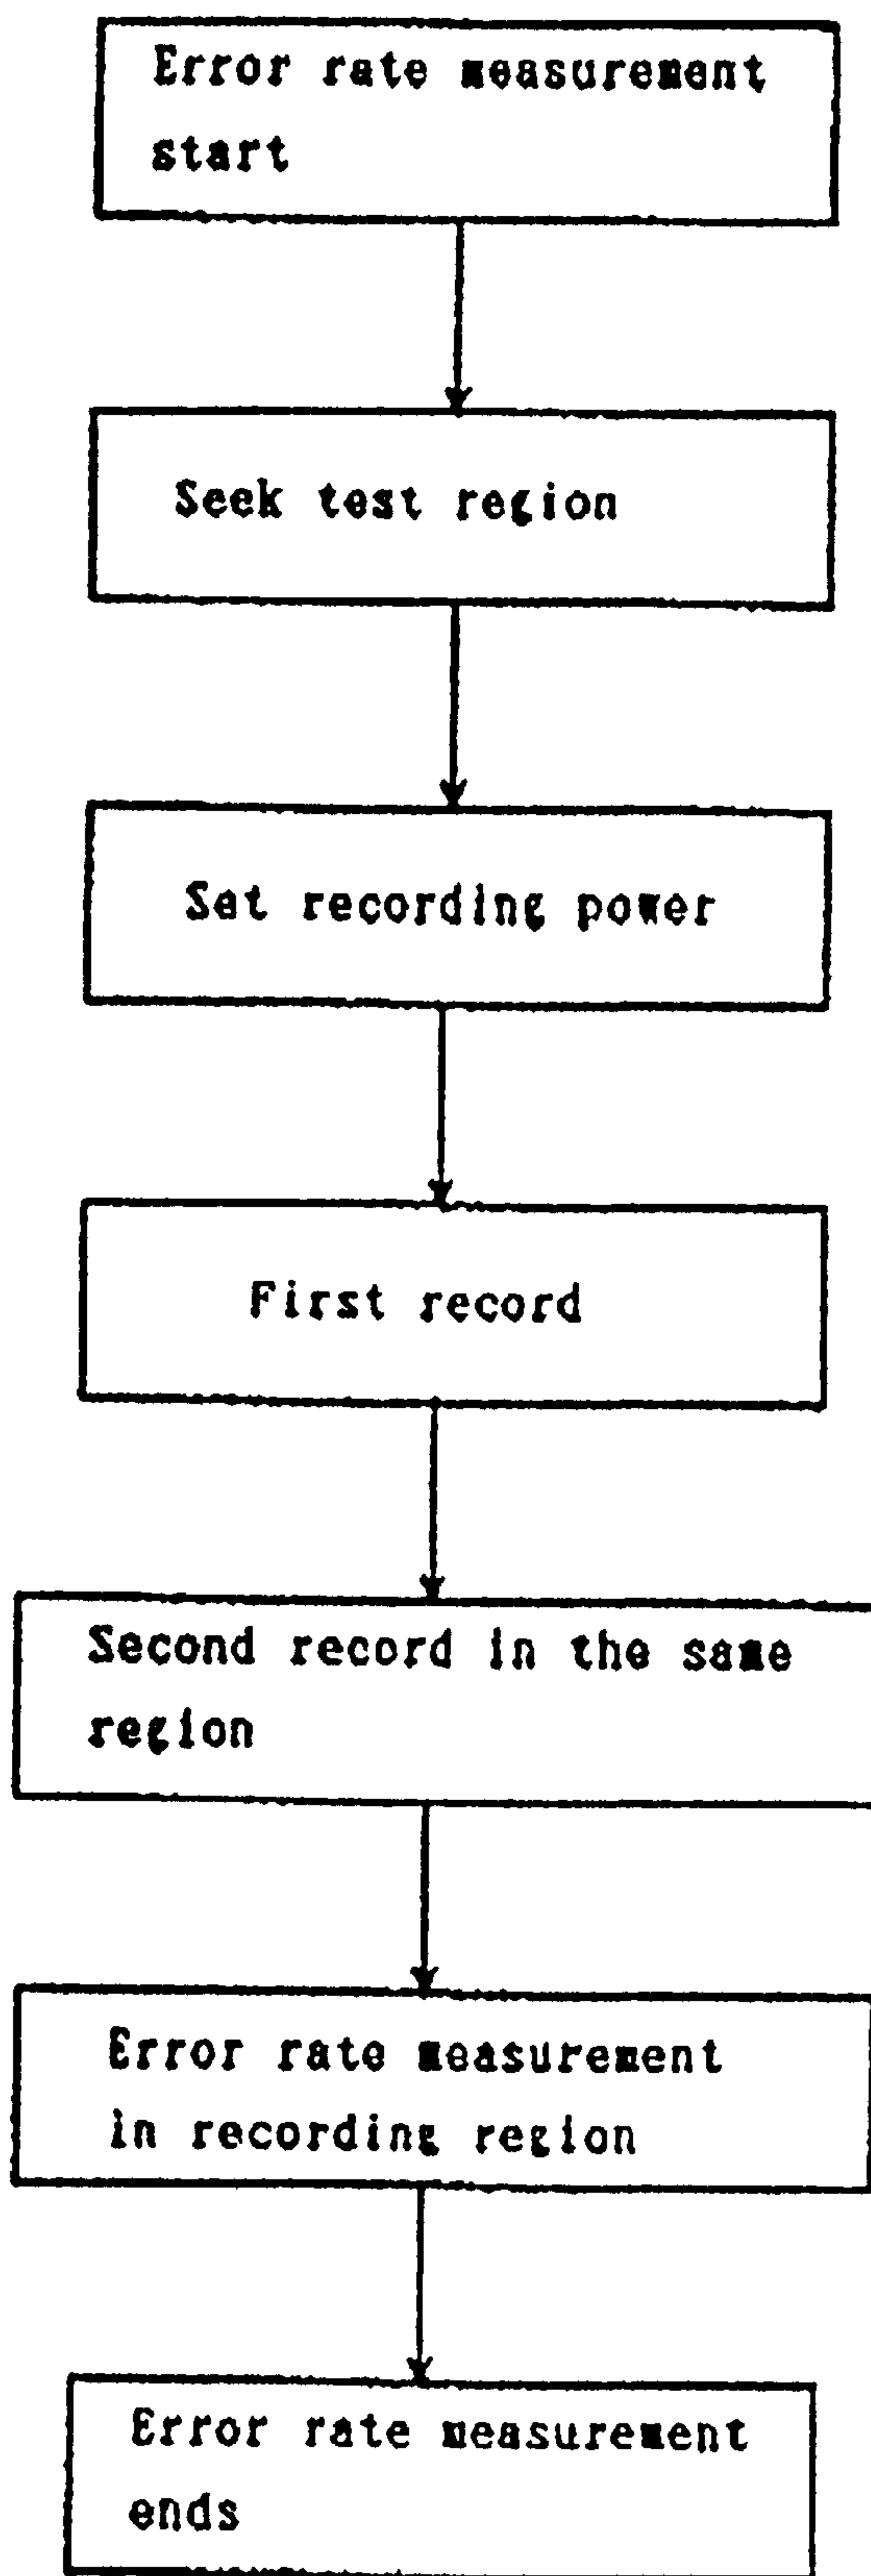 Error rate measurement
start
Seek test region
Set recording power
First record
Second record in the same
region
Error rate measurement
in recording region
Error rate measurement
ends